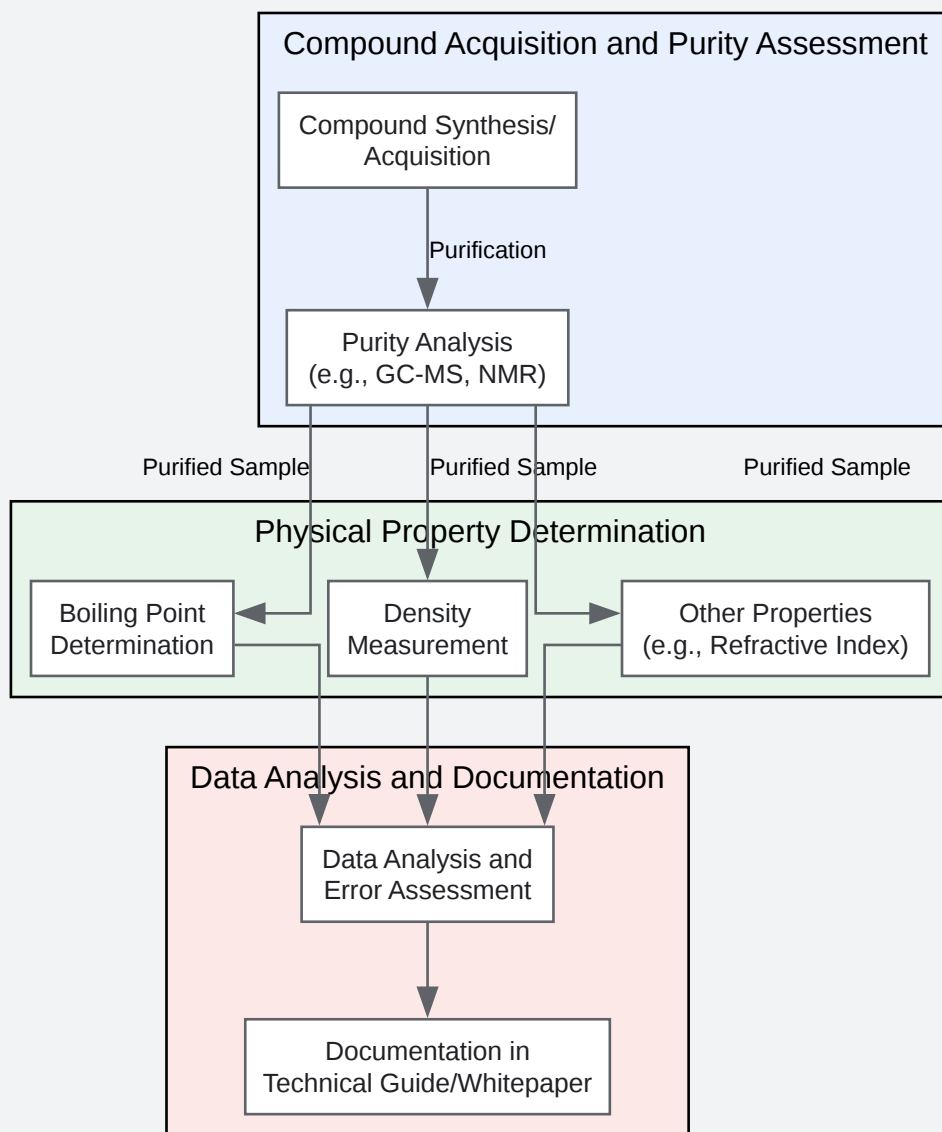 Compound Acquisition and Purity Assessment
Compound Synthesis/
Acquisition
Purification
Purity Analysis
(e.g., GC-MS, NMR)
Purified Sample
Purified Sample
Purified Sample
Physical Property Determination
Boiling Point
Determination
Density
Measurement
Other Properties
(e.g., Refractive Index)
Data Analysis and Documentation
Data Analysis and
Error Assessment
Documentation in
Technical Guide/Whitepaper